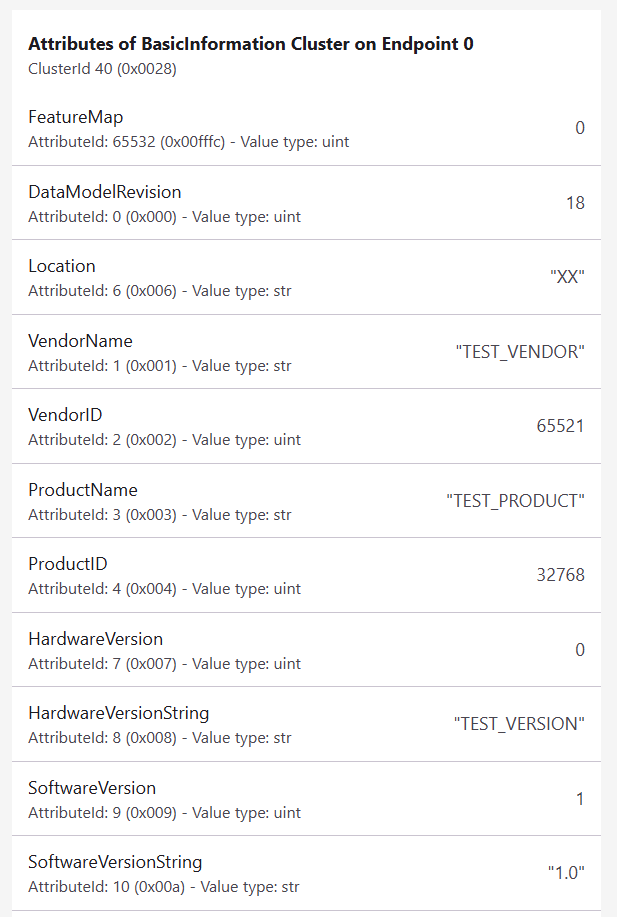 Attributes of BasicInformation Cluster on Endpoint 0
ClusterId 40 (0x0028)
FeatureMap
AttributeId: 65532 (0x00fffc) - Value type: uint
0
DataModelRevision
AttributeId: 0 (0x000) - Value type: uint
18
Location
AttributeId: 6 (0x006) - Value type: str
"XX"
VendorName
AttributeId: 1 (0x001) - Value type: str
"TEST_VENDOR"
VendorID
AttributeId: 2 (0x002) - Value type: uint
65521
ProductName
AttributeId: 3 (0x003) - Value type: str
"TEST_PRODUCT"
ProductID
AttributeId: 4 (0x004) - Value type: uint
32768
HardwareVersion
AttributeId: 7 (0x007) - Value type: uint
0
HardwareVersionString
AttributeId: 8 (0x008) - Value type: str
"TEST_VERSION"
SoftwareVersion
AttributeId: 9 (0x009) - Value type: uint
1
SoftwareVersionString
AttributeId: 10 (0x00a) - Value type: str
"1.0"